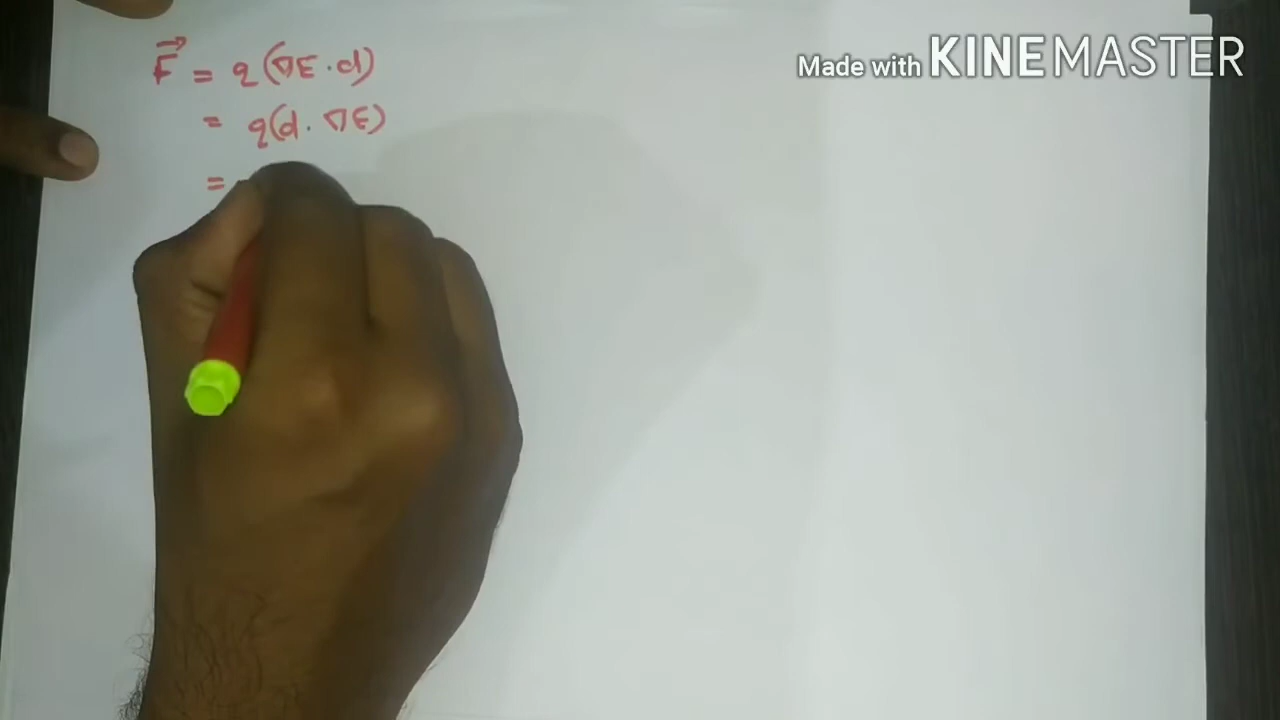 F⃗ = q(∇E·d)
= q(d·∇E)
=
Made with KINEMASTER